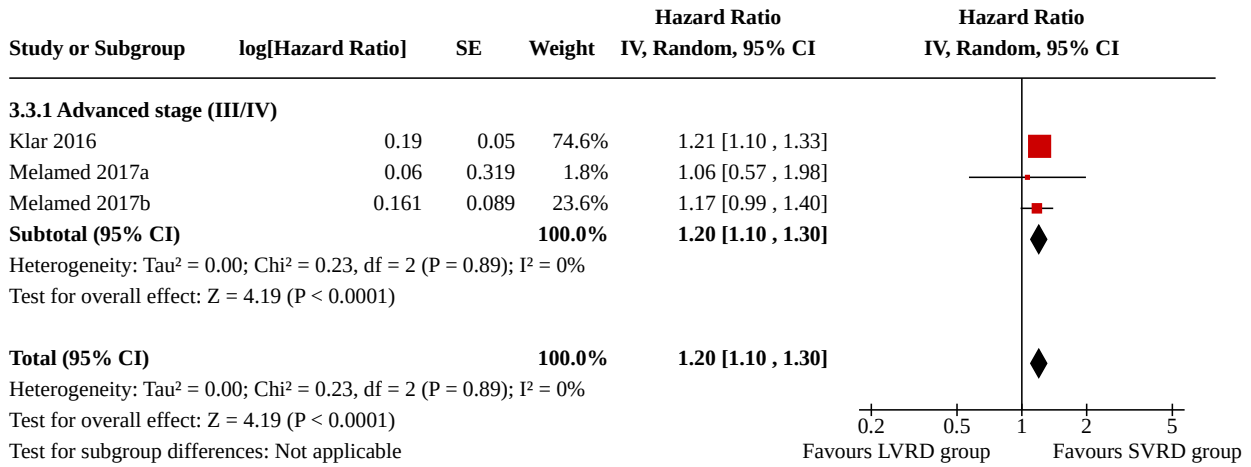 Hazard Ratio Hazard Ratio
Study or Subgroup log[Hazard Ratio] SE Weight IV, Random, 95% CI IV, Random, 95% CI
3.3.1 Advanced stage (III/IV)
Klar 2016 0.19 0.05 74.6% 1.21 [1.10 , 1.33]
Melamed 2017a 0.06 0.319 1.8% 1.06 [0.57 , 1.98]
Melamed 2017b 0.161 0.089 23.6% 1.17 [0.99 , 1.40]
Subtotal (95% CI) 100.0% 1.20 [1.10 , 1.30]
Heterogeneity: Tau² = 0.00; Chi² = 0.23, df = 2 (P = 0.89); I² = 0%
Test for overall effect: Z = 4.19 (P < 0.0001)
Total (95% CI) 100.0% 1.20 [1.10 , 1.30]
Heterogeneity: Tau² = 0.00; Chi² = 0.23, df = 2 (P = 0.89); I² = 0%
Test for overall effect: Z = 4.19 (P < 0.0001) 0.2 0.5 1 2 5
Test for subgroup differences: Not applicable Favours LVRD group Favours SVRD group